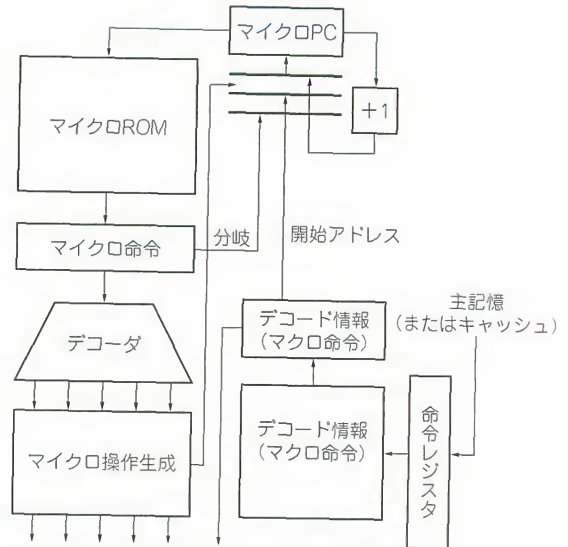 マイクロPC
+1
マイクロROM
マイクロ命令
分岐
開始アドレス
主記憶
(またはキャッシュ)
デコーダ
デコード情報
(マクロ命令)
デコード情報
(マクロ命令)
命令レジスタ
マイクロ操作生成